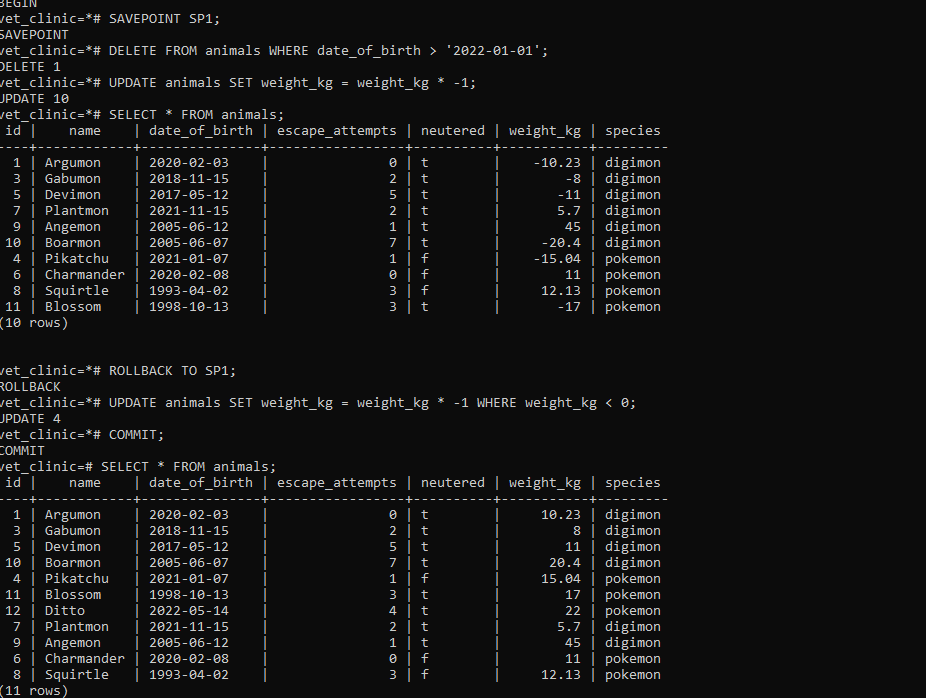 BEGIN
vet_clinic=*# SAVEPOINT SP1;
SAVEPOINT
vet_clinic=*# DELETE FROM animals WHERE date_of_birth > '2022-01-01';
DELETE 1
vet_clinic=*# UPDATE animals SET weight_kg = weight_kg * -1;
UPDATE 10
vet_clinic=*# SELECT * FROM animals;
 id |    name    | date_of_birth | escape_attempts | neutered | weight_kg | species
----+------------+---------------+-----------------+----------+-----------+---------
  1 | Argumon    | 2020-02-03    |               0 | t        |    -10.23 | digimon
  3 | Gabumon    | 2018-11-15    |               2 | t        |        -8 | digimon
  5 | Devimon    | 2017-05-12    |               5 | t        |       -11 | digimon
  7 | Plantmon   | 2021-11-15    |               2 | t        |       5.7 | digimon
  9 | Angemon    | 2005-06-12    |               1 | t        |        45 | digimon
 10 | Boarmon    | 2005-06-07    |               7 | t        |     -20.4 | digimon
  4 | Pikatchu   | 2021-01-07    |               1 | f        |    -15.04 | pokemon
  6 | Charmander | 2020-02-08    |               0 | f        |        11 | pokemon
  8 | Squirtle   | 1993-04-02    |               3 | f        |     12.13 | pokemon
 11 | Blossom    | 1998-10-13    |               3 | t        |       -17 | pokemon
(10 rows)
vet_clinic=*# ROLLBACK TO SP1;
ROLLBACK
vet_clinic=*# UPDATE animals SET weight_kg = weight_kg * -1 WHERE weight_kg < 0;
UPDATE 4
vet_clinic=*# COMMIT;
COMMIT
vet_clinic=# SELECT * FROM animals;
 id |    name    | date_of_birth | escape_attempts | neutered | weight_kg | species
----+------------+---------------+-----------------+----------+-----------+---------
  1 | Argumon    | 2020-02-03    |               0 | t        |     10.23 | digimon
  3 | Gabumon    | 2018-11-15    |               2 | t        |         8 | digimon
  5 | Devimon    | 2017-05-12    |               5 | t        |        11 | digimon
 10 | Boarmon    | 2005-06-07    |               7 | t        |      20.4 | digimon
  4 | Pikatchu   | 2021-01-07    |               1 | f        |     15.04 | pokemon
 11 | Blossom    | 1998-10-13    |               3 | t        |        17 | pokemon
 12 | Ditto      | 2022-05-14    |               4 | t        |        22 | pokemon
  7 | Plantmon   | 2021-11-15    |               2 | t        |       5.7 | digimon
  9 | Angemon    | 2005-06-12    |               1 | t        |        45 | digimon
  6 | Charmander | 2020-02-08    |               0 | f        |        11 | pokemon
  8 | Squirtle   | 1993-04-02    |               3 | f        |     12.13 | pokemon
(11 rows)